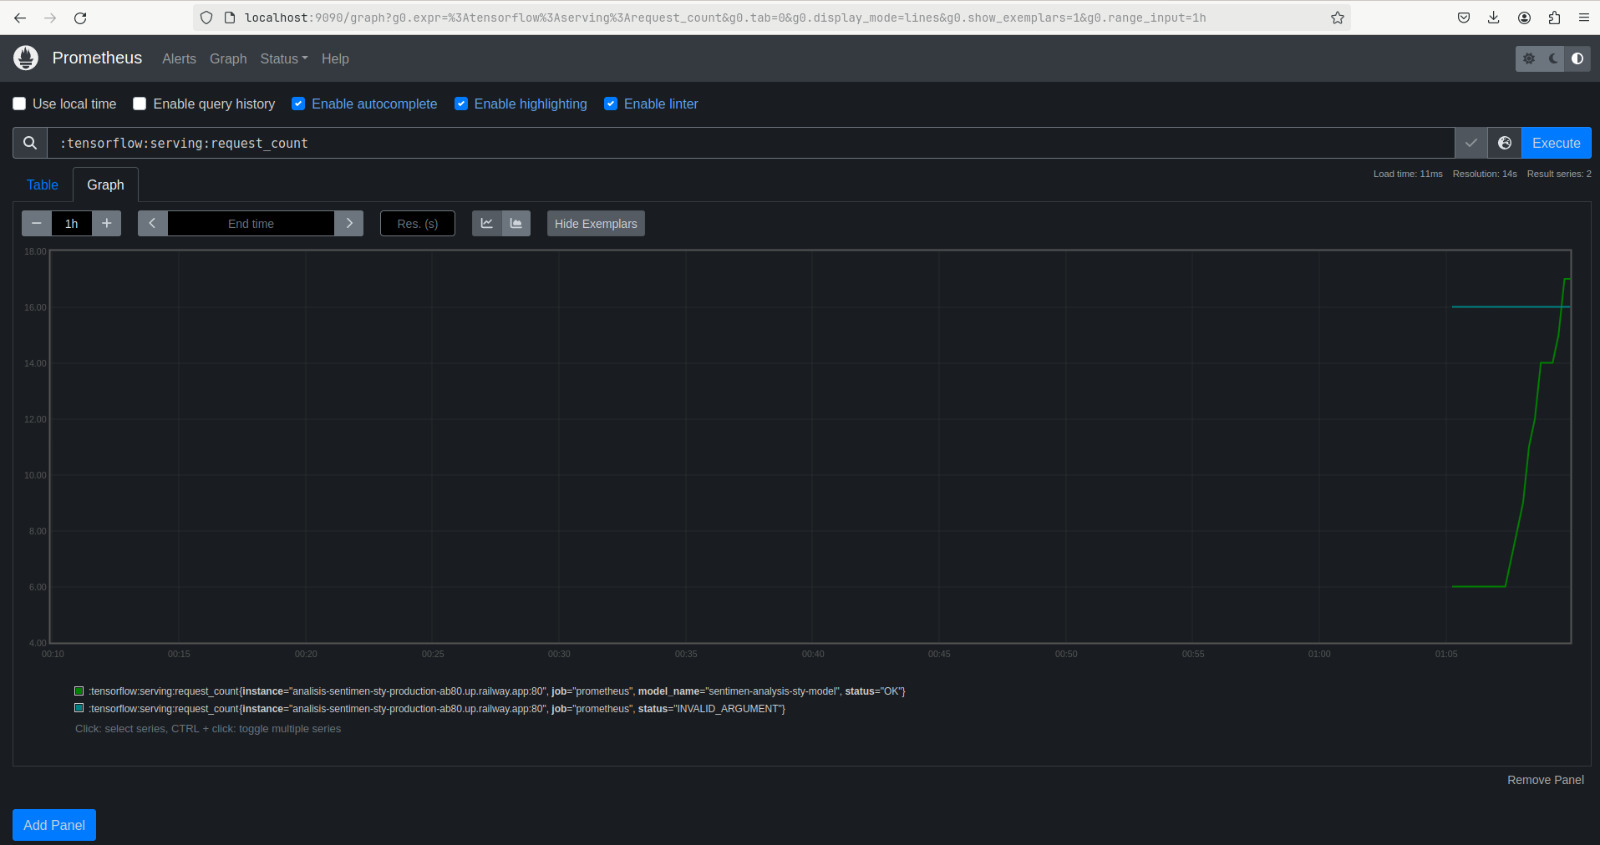 localhost:9090/graph?g0.expr=%3Atensorflow%3Aserving%3Arequest_count&g0.tab=0&g0.display_mode=lines&g0.show_exemplars=1&g0.range_input=1h
Prometheus Alerts Graph Status Help
Use local time Enable query history Enable autocomplete Enable highlighting Enable linter
:tensorflow:serving:request_count Execute
Load time: 11ms Resolution: 14s Result series: 2
Table Graph
1h End time Res. (s) Hide Exemplars
18.00
16.00
14.00
12.00
10.00
8.00
6.00
4.00
00:10 00:15 00:20 00:25 00:30 00:35 00:40 00:45 00:50 00:55 01:00 01:05
:tensorflow:serving:request_count{instance="analisis-sentimen-sty-production-ab80.up.railway.app:80", job="prometheus", model_name="sentimen-analysis-sty-model", status="OK"}
:tensorflow:serving:request_count{instance="analisis-sentimen-sty-production-ab80.up.railway.app:80", job="prometheus", status="INVALID_ARGUMENT"}
Click: select series, CTRL + click: toggle multiple series
Remove Panel
Add Panel